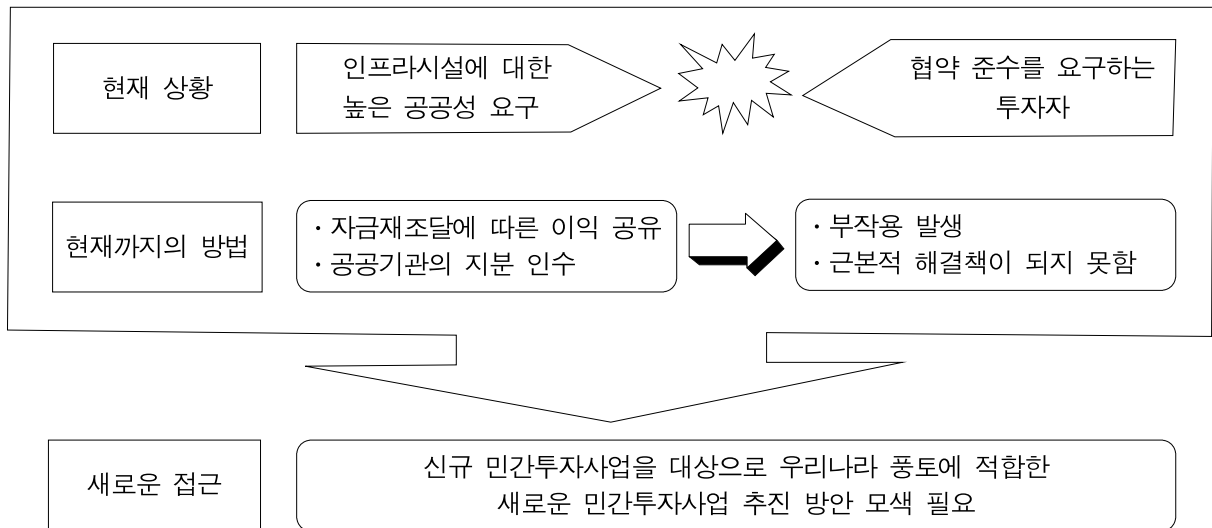 현재 상황
인프라시설에 대한
높은 공공성 요구
협약 준수를 요구하는
투자자
현재까지의 방법
· 자금재조달에 따른 이익 공유
· 공공기관의 지분 인수
· 부작용 발생
· 근본적 해결책이 되지 못함
새로운 접근
신규 민간투자사업을 대상으로 우리나라 풍토에 적합한
새로운 민간투자사업 추진 방안 모색 필요